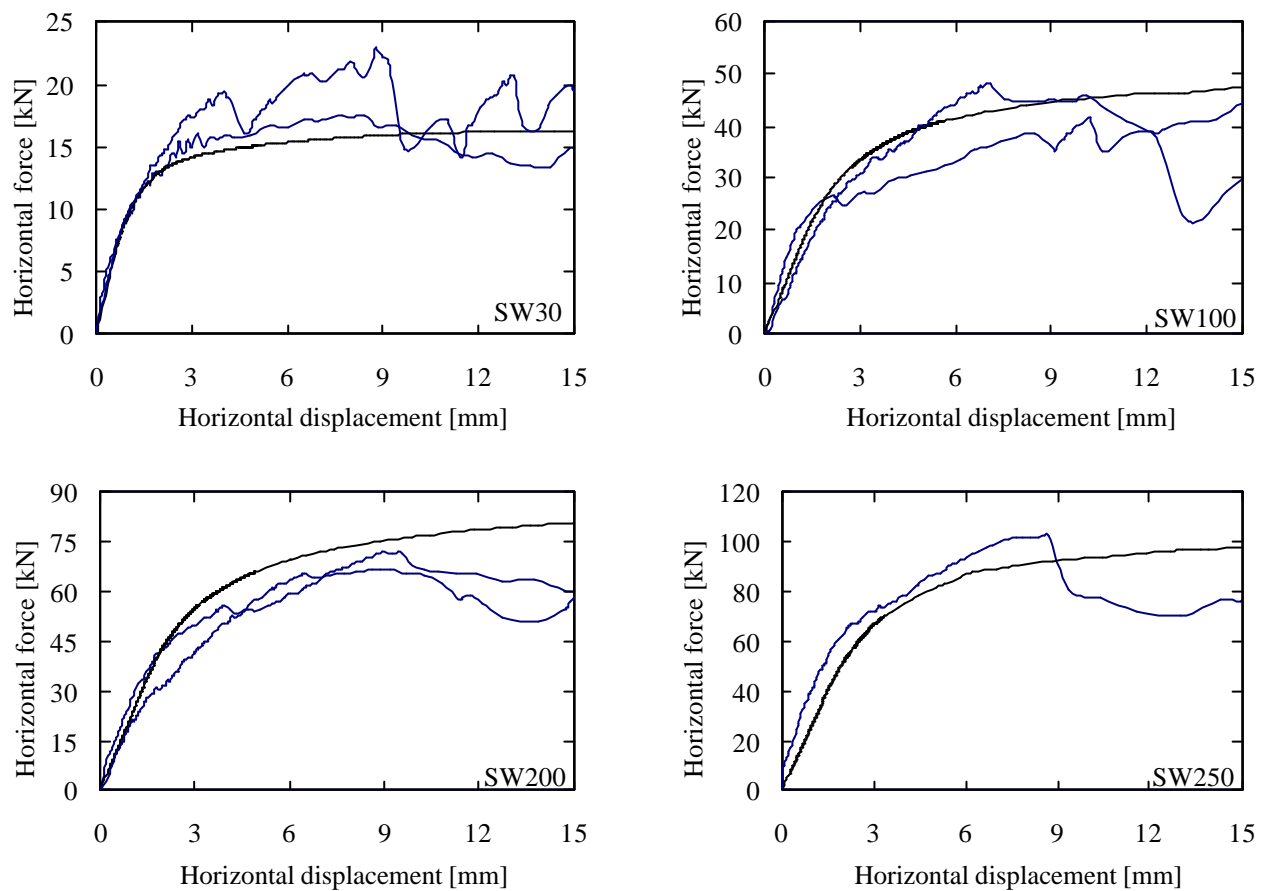 25
20
15
10
5
0
Horizontal force [kN]
SW30
0 3 6 9 12 15
Horizontal displacement [mm]
60
50
40
30
20
10
0
Horizontal force [kN]
SW100
0 3 6 9 12 15
Horizontal displacement [mm]
90
75
60
45
30
15
0
Horizontal force [kN]
SW200
0 3 6 9 12 15
Horizontal displacement [mm]
120
100
80
60
40
20
0
Horizontal force [kN]
SW250
0 3 6 9 12 15
Horizontal displacement [mm]